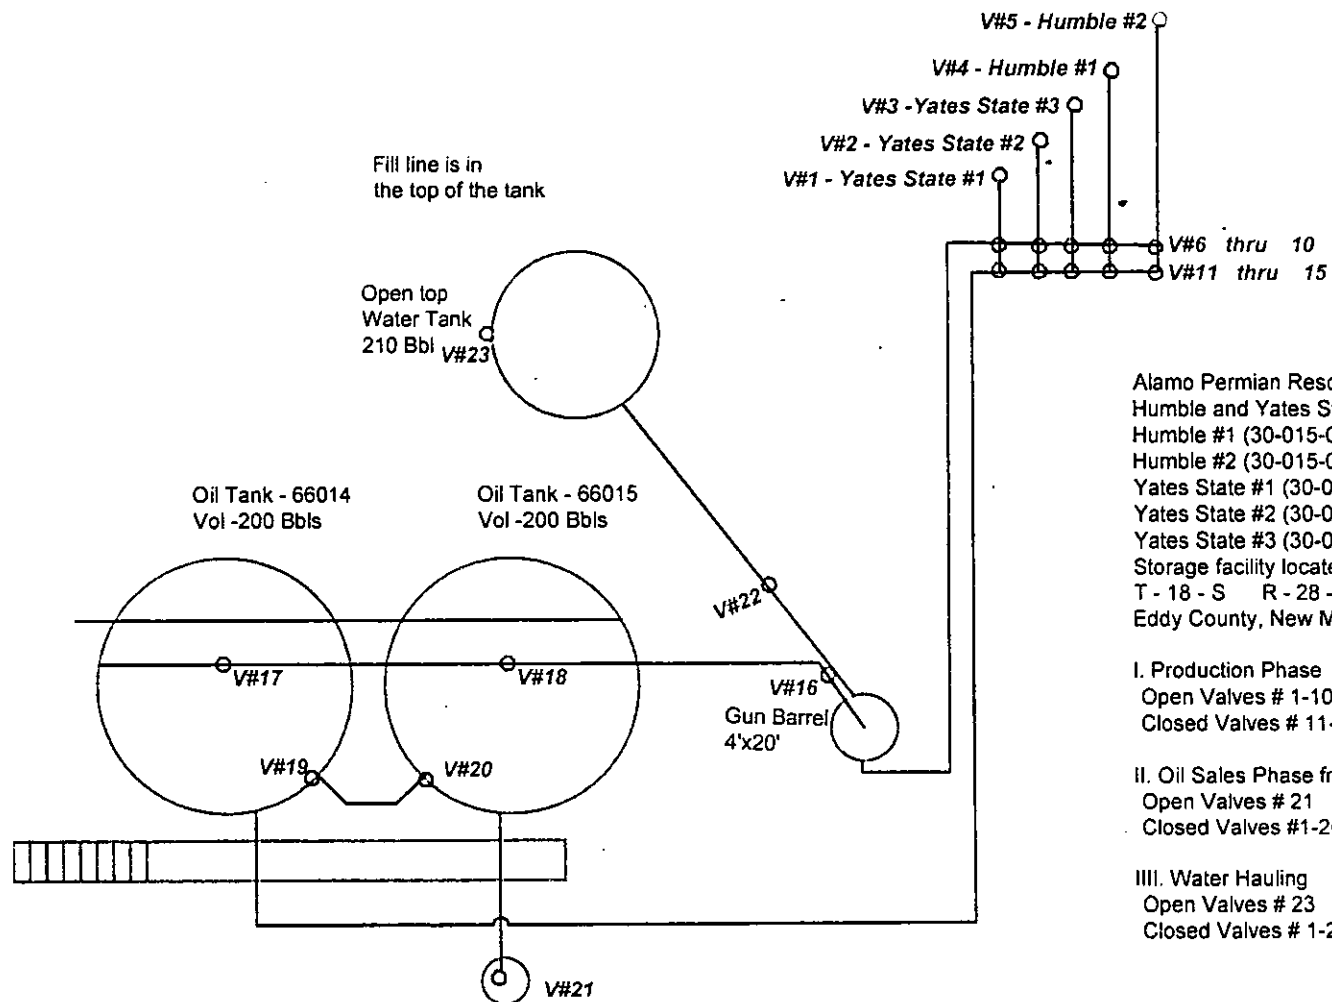 V#5 - Humble #2
V#4 - Humble #1
V#3 -Yates State #3
V#2 - Yates State #2
V#1 - Yates State #1
V#6 thru 10
V#11 thru 15
Fill line is in
the top of the tank
Open top
Water Tank
210 Bbl
V#23
Oil Tank - 66014
Vol -200 Bbls
Oil Tank - 66015
Vol -200 Bbls
V#22
V#17
V#18
V#16
Gun Barrel
4'x20'
V#19
V#20
V#21
Alamo Permian
Humble and Yates
Humble #1 (30-015-0
Humble #2 (30-015-0
Yates State #1 (30-0
Yates State #2 (30-0
Yates State #3 (30-0
Storage facility locate
T - 18 - S R - 28 -
Eddy County, New M
I. Production Phase
Open Valves # 1-10
Closed Valves # 11-
II. Oil Sales Phase fr
Open Valves # 21
Closed Valves #1-2
IIII. Water Hauling
Open Valves # 23
Closed Valves # 1-2